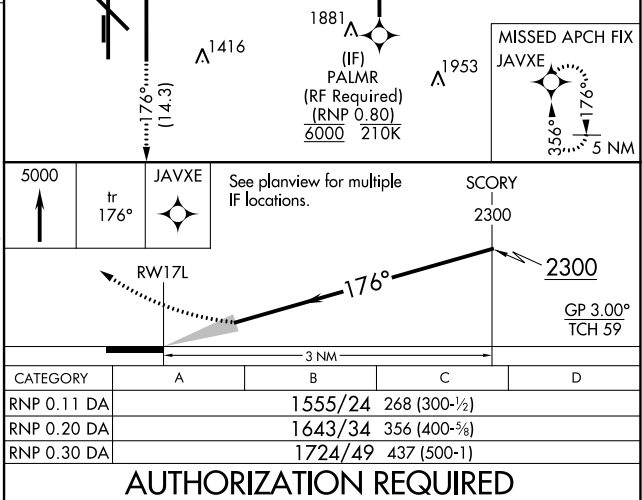 1881
1416
(IF)
PALMR
(RF Required)
(RNP 0.80)
6000 210K
1953
MISSED APCH FIX
JAVXE
356°
176°
5 NM
176°
(14.3)
5000
tr
176°
JAVXE
See planview for multiple
IF locations.
SCORY
2300
RW17L
176°
2300
GP 3.00°
TCH 59
3 NM
CATEGORY A B C D
RNP 0.11 DA 1555/24 268 (300-½)
RNP 0.20 DA 1643/34 356 (400-⅝)
RNP 0.30 DA 1724/49 437 (500-1)
AUTHORIZATION REQUIRED